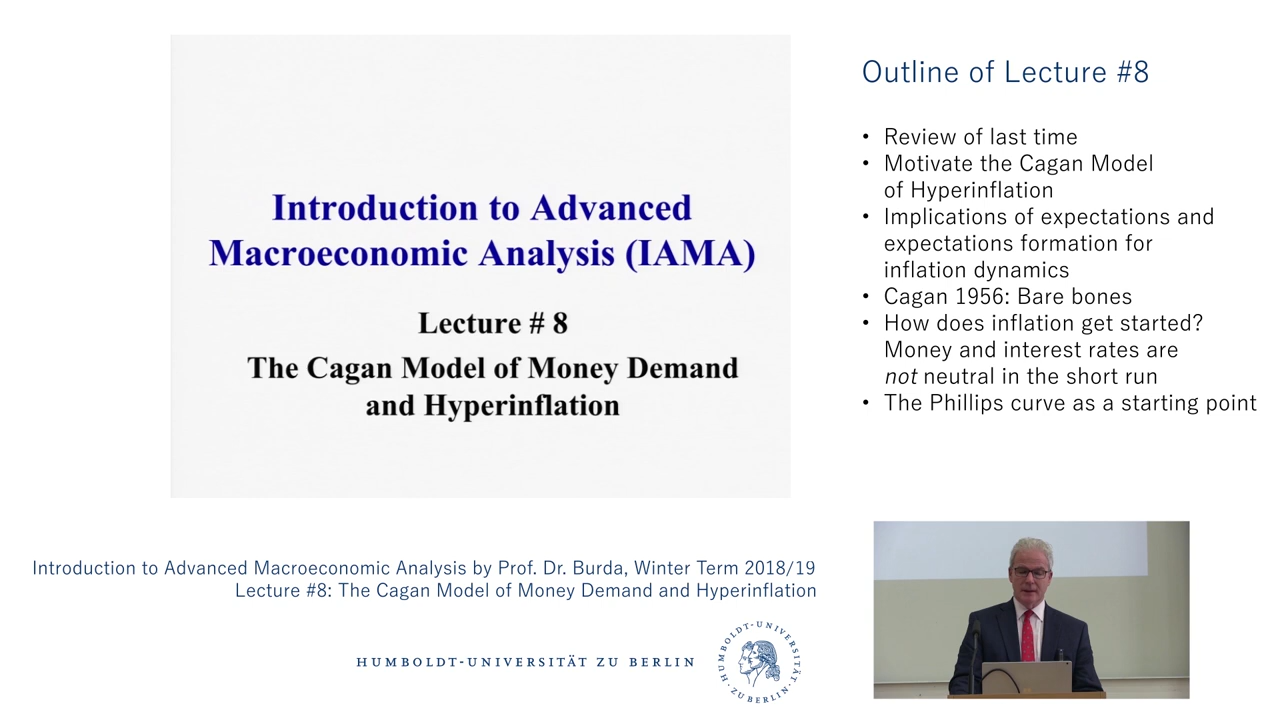 Introduction to Advanced
Macroeconomic Analysis (IAMA)
Lecture # 8
The Cagan Model of Money Demand
and Hyperinflation
Outline of Lecture #8
• Review of last time
• Motivate the Cagan Model
of Hyperinflation
• Implications of expectations and
expectations formation for
inflation dynamics
• Cagan 1956: Bare bones
• How does inflation get started?
Money and interest rates are
not neutral in the short run
• The Phillips curve as a starting point
Introduction to Advanced Macroeconomic Analysis by Prof. Dr. Burda, Winter Term 2018/19
Lecture #8: The Cagan Model of Money Demand and Hyperinflation
HUMBOLDT-UNIVERSITÄT ZU BERLIN
HUMBOLDT-UNIVERSITÄT · ZU BERLIN ·